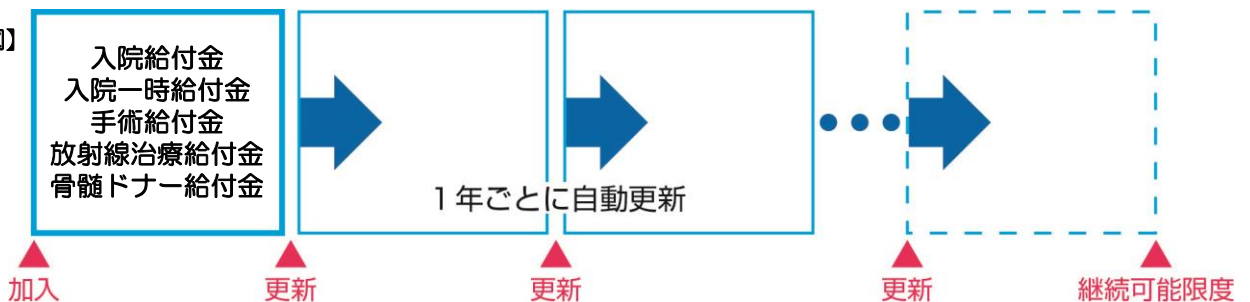 図】
入院給付金
入院一時給付金
手術給付金
放射線治療給付金
骨髄ドナー給付金
1年ごとに自動更新
加入
更新
更新
更新
継続可能限度